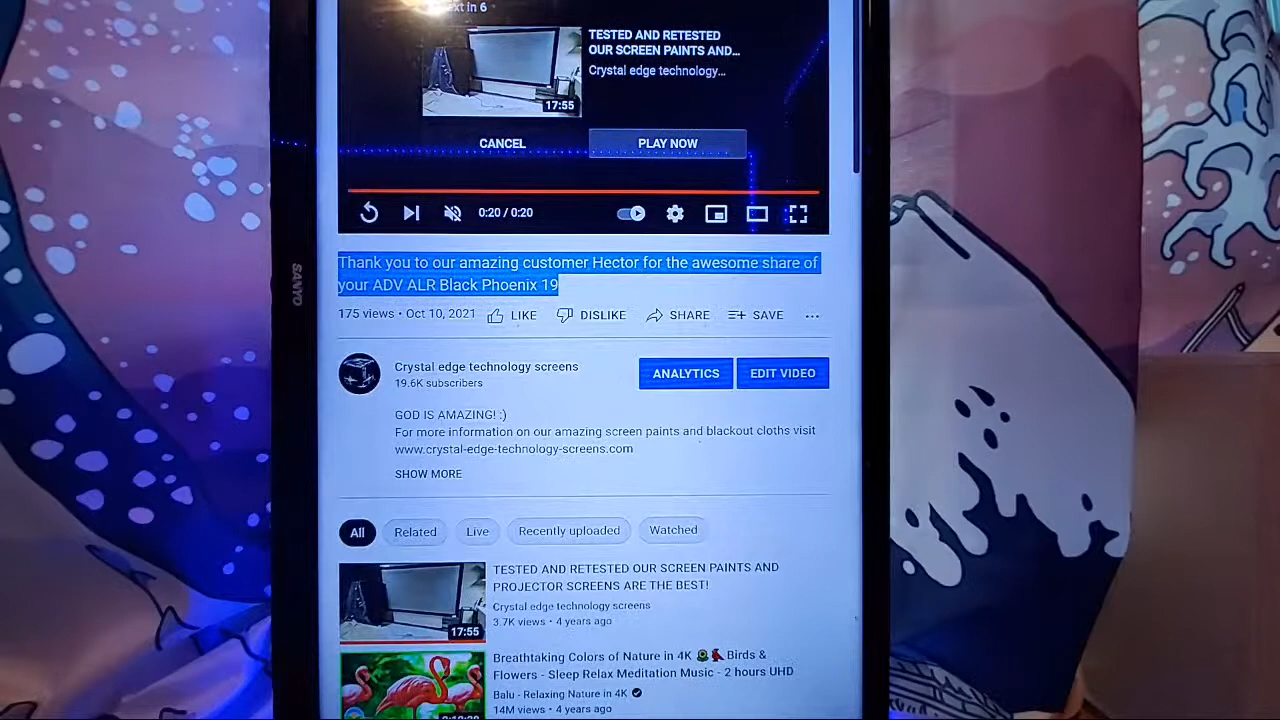 ext in 6
TESTED AND RETESTED
OUR SCREEN PAINTS AND...
Crystal edge technology...
17:55
CANCEL
PLAY NOW
0:20 / 0:20
Thank you to our amazing customer Hector for the awesome share of
your ADV ALR Black Phoenix 19
175 views • Oct 10, 2021
LIKE
DISLIKE
SHARE
SAVE
SANYO
Crystal edge technology screens
19.6K subscribers
ANALYTICS
EDIT VIDEO
GOD IS AMAZING! :)
For more information on our amazing screen paints and blackout cloths visit
www.crystal-edge-technology-screens.com
SHOW MORE
All
Related
Live
Recently uploaded
Watched
TESTED AND RETESTED OUR SCREEN PAINTS AND
PROJECTOR SCREENS ARE THE BEST!
Crystal edge technology screens
3.7K views • 4 years ago
17:55
Breathtaking Colors of Nature in 4K 🌻🦜Birds &
Flowers - Sleep Relax Meditation Music - 2 hours UHD
Balu - Relaxing Nature in 4K
14M views • 4 years ago